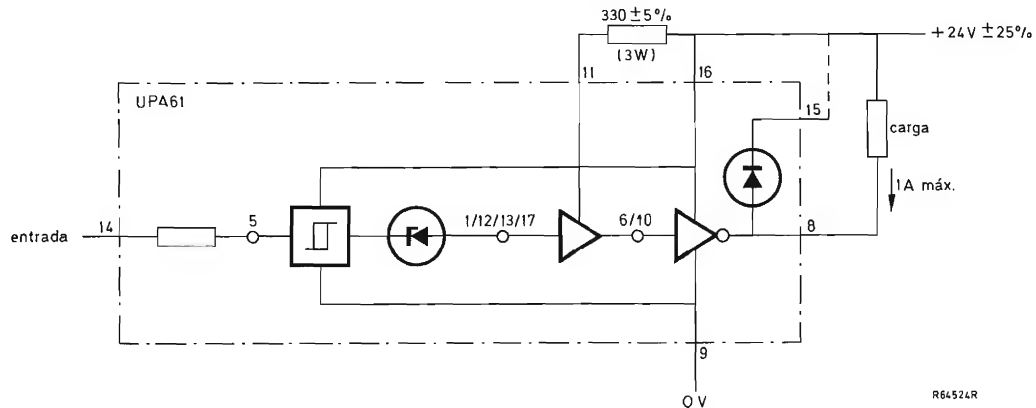 330 ±5%
(3W)
+24V ±25%
11
16
UPA61
15
carga
1A máx.
14
entrada
5
1/12/13/17
6/10
8
9
0V
R64524R